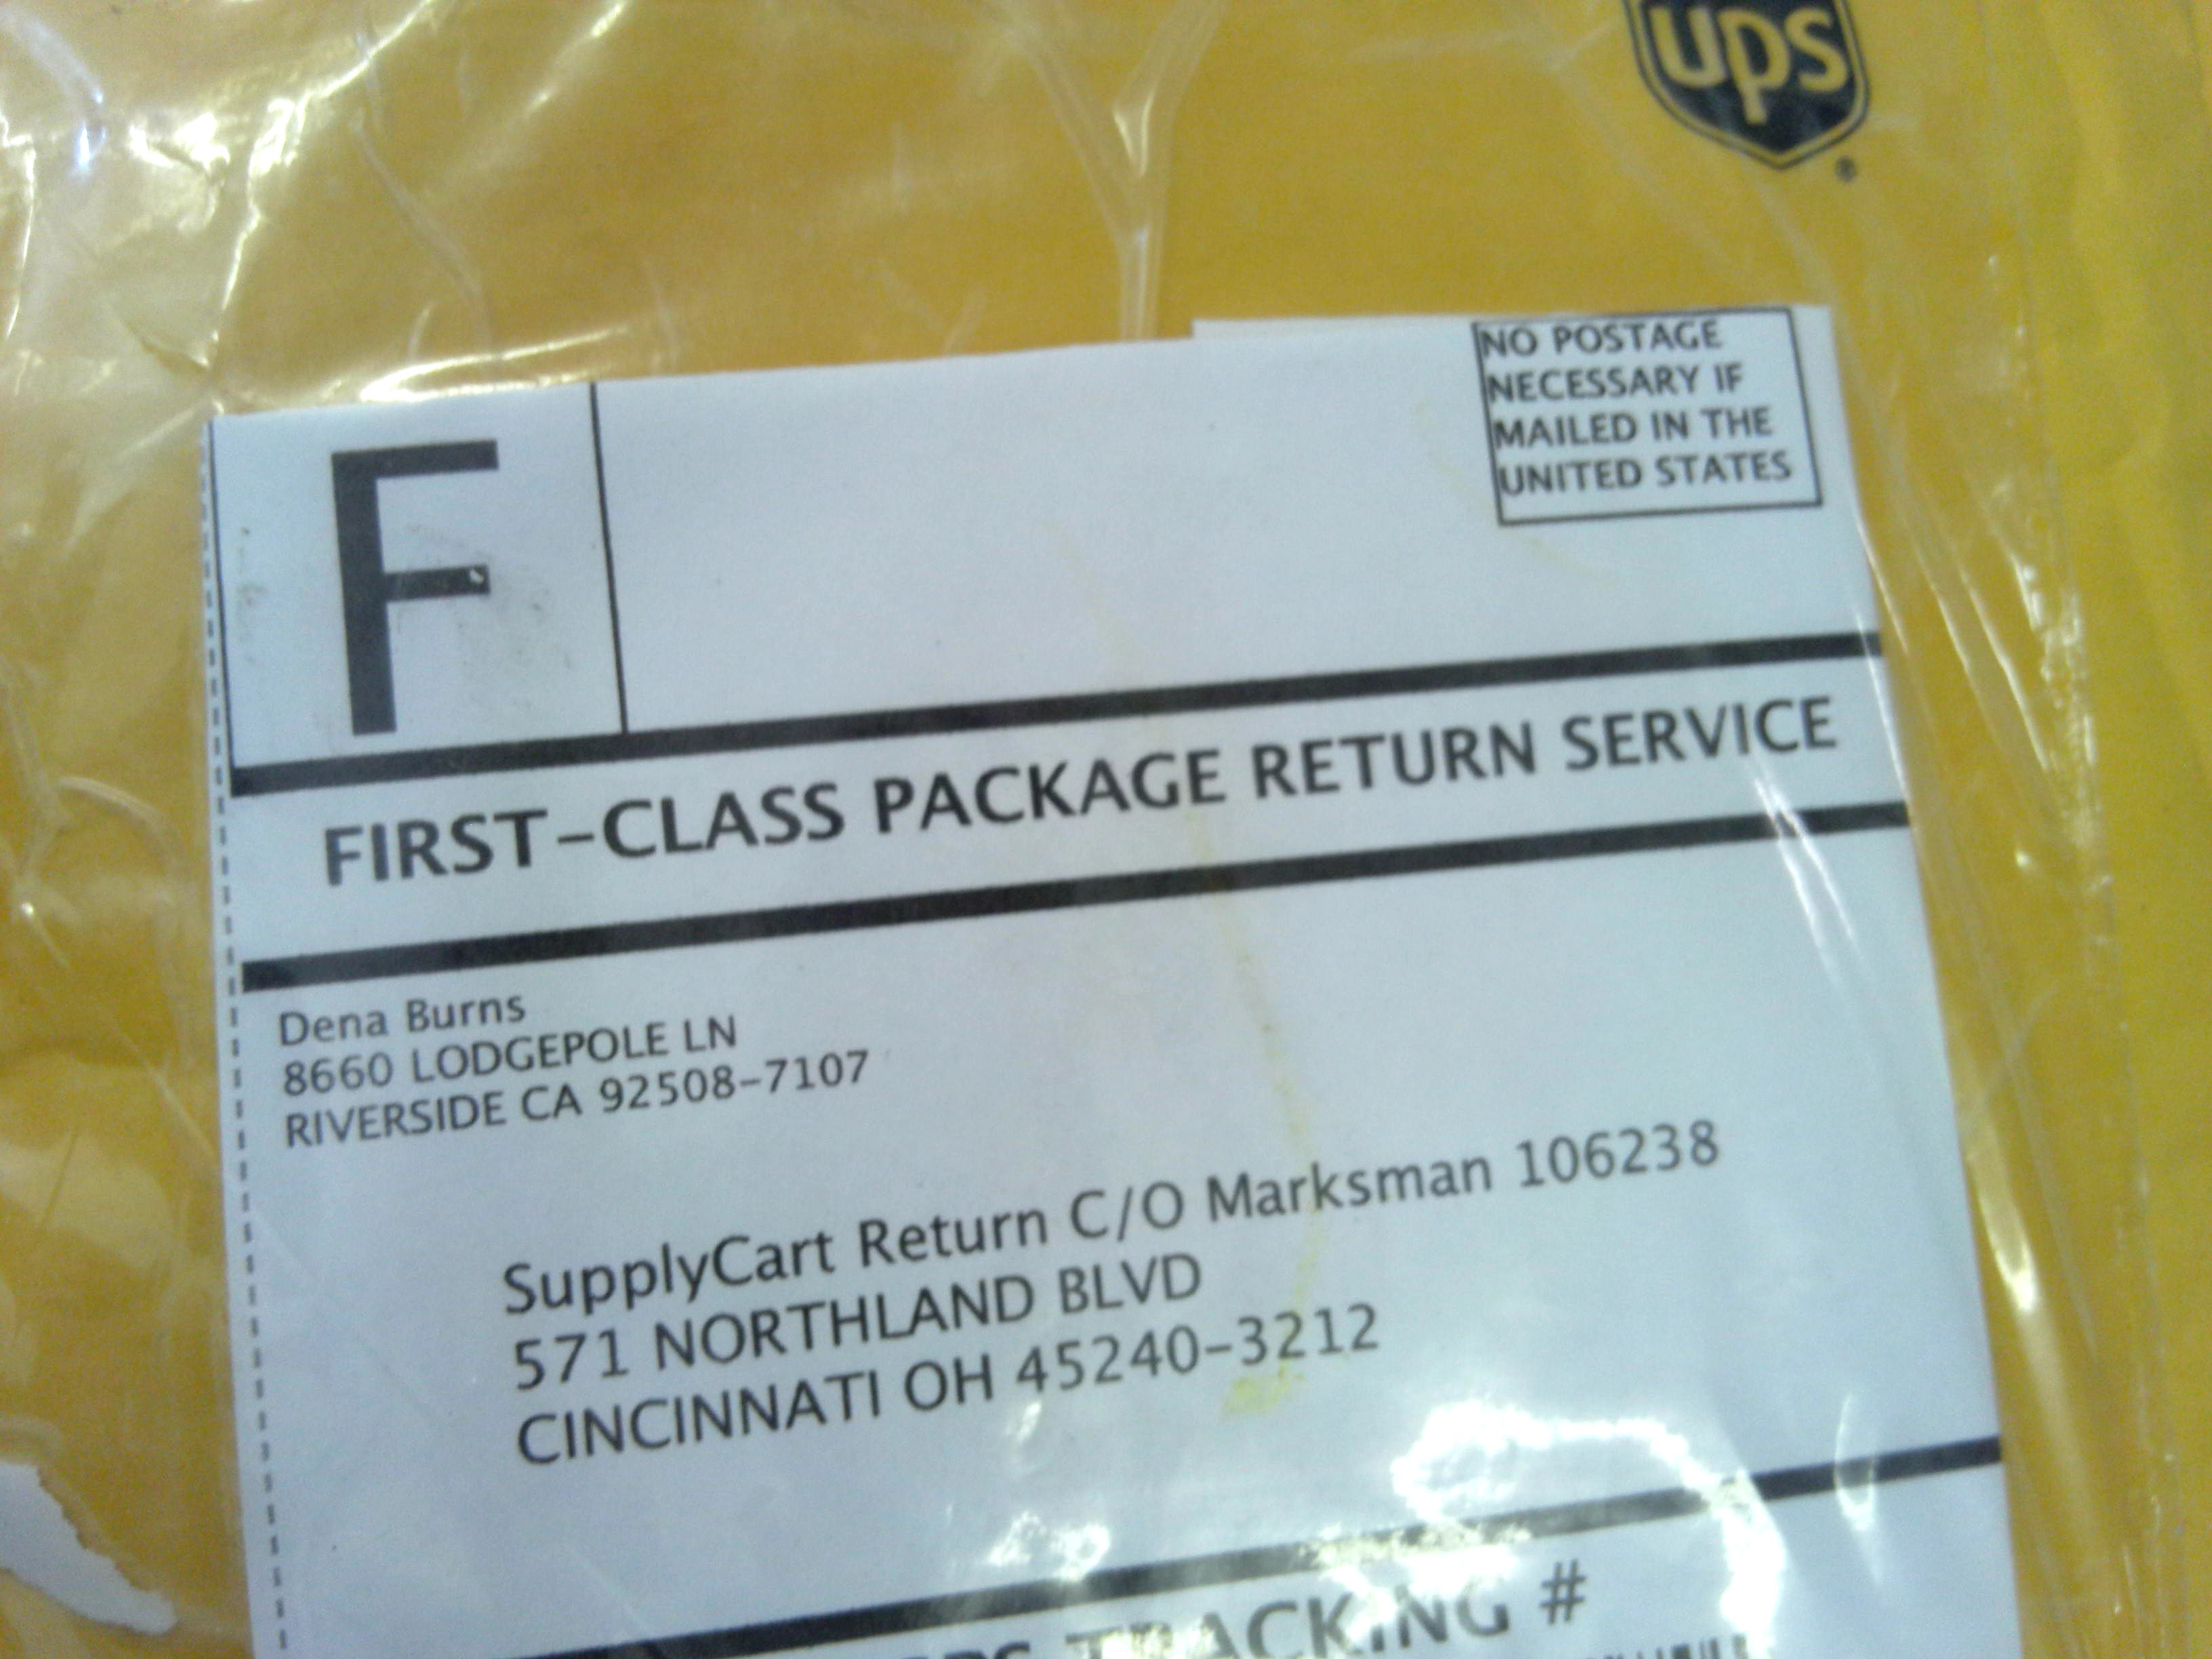 ups
®
NO POSTAGE
NECESSARY IF
MAILED IN THE
UNITED STATES
F
FIRST-CLASS PACKAGE RETURN SERVICE
Dena Burns
8660 LODGEPOLE LN
RIVERSIDE CA 92508-7107
SupplyCart Return C/O Marksman 106238
571 NORTHLAND BLVD
CINCINNATI OH 45240-3212
TRACKING #